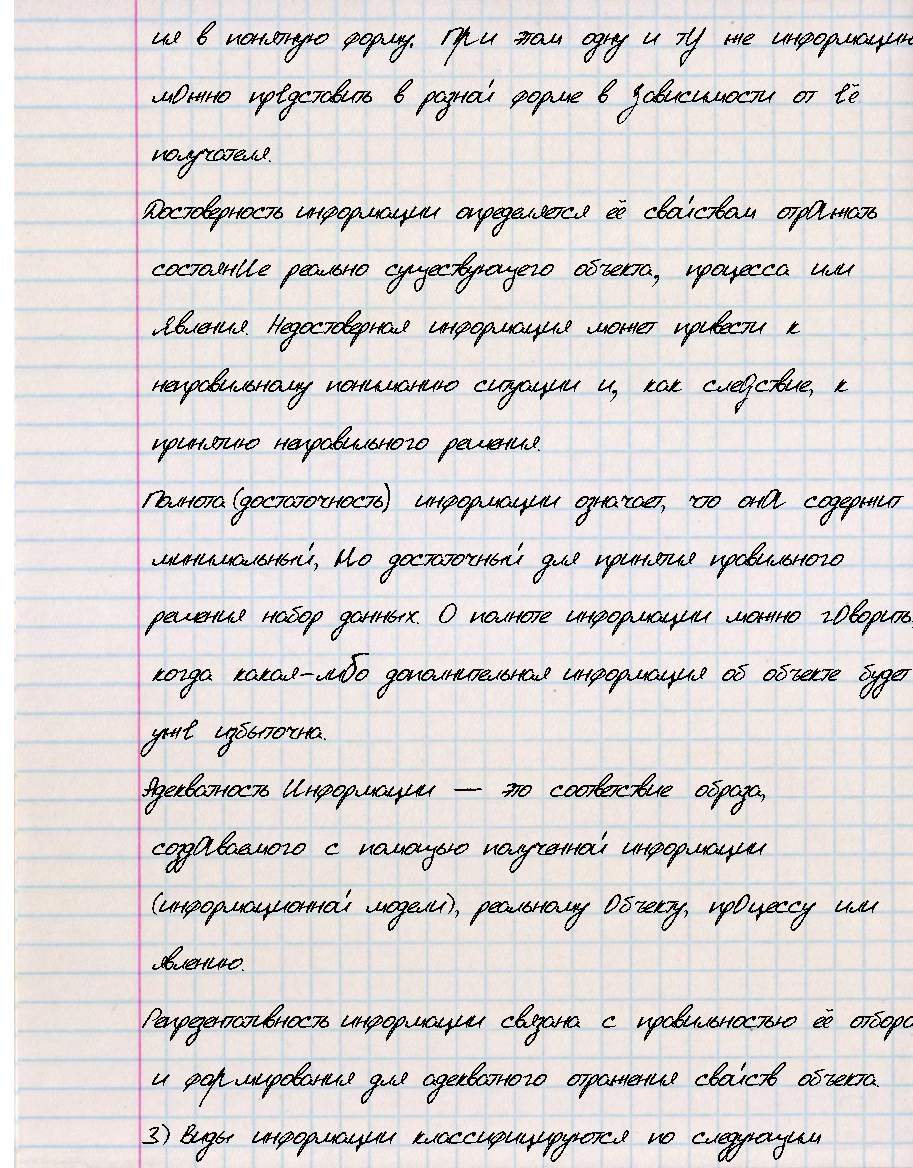 ия в понятную форму. При этом одну и ту же информацию
можно представить в разной форме в зависимости от её
получателя.
Достоверность информации определяется её свойством отражать
состояние реально существующего объекта, процесса или
явления. Недостоверная информация может привести к
неправильному пониманию ситуации и, как следствие, к
принятию неправильного решения.
Полнота (достаточность) информации означает, что она содержит
минимальный, но достаточный для принятия правильного
решения набор данных. О полноте информации можно говорить,
когда какая-либо дополнительная информация об объекте будет
уже избыточна.
Адекватность информации — это соответствие образа,
создаваемого с помощью полученной информации
(информационной модели), реальному объекту, процессу или
явлению.
Репрезентативность информации связана с правильностью её отбора
и формирования для адекватного отражения свойств объекта.
3) Виды информации классифицируются по следующим